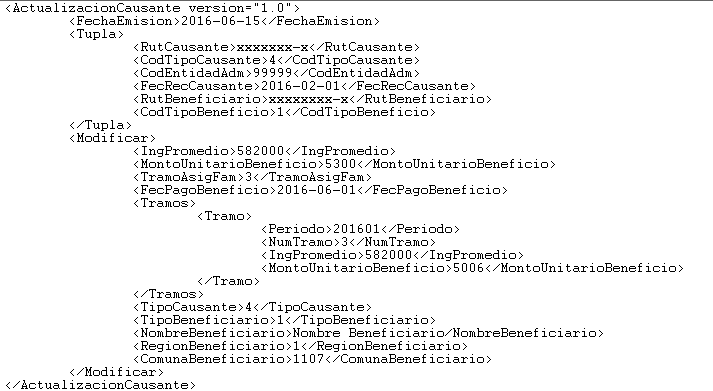 <ActualizacionCausante version="1.0">
<FechaEmision>2016-06-15</FechaEmision>
<Tupla>
<RutCausante>xxxxxxx-x</RutCausante>
<CodTipoCausante>4</CodTipoCausante>
<CodEntidadAdm>99999</CodEntidadAdm>
<FecRecCausante>2016-02-01</FecRecCausante>
<RutBeneficiario>xxxxxxxx-x</RutBeneficiario>
<CodTipoBeneficio>1</CodTipoBeneficio>
</Tupla>
<Modificar>
<IngPromedio>582000</IngPromedio>
<MontoUnitarioBeneficio>5300</MontoUnitarioBeneficio>
<TramoAsigFam>3</TramoAsigFam>
<FecPagoBeneficio>2016-06-01</FecPagoBeneficio>
<Tramos>
<Tramo>
<Periodo>201601</Periodo>
<NumTramo>3</NumTramo>
<IngPromedio>582000</IngPromedio>
<MontoUnitarioBeneficio>5006</MontoUnitarioBeneficio>
</Tramo>
</Tramos>
<TipoCausante>4</TipoCausante>
<TipoBeneficiario>1</TipoBeneficiario>
<NombreBeneficiario>Nombre Beneficiario/NombreBeneficiario>
<RegionBeneficiario>1</RegionBeneficiario>
<ComunaBeneficiario>1107</ComunaBeneficiario>
</Modificar>
</ActualizacionCausante>